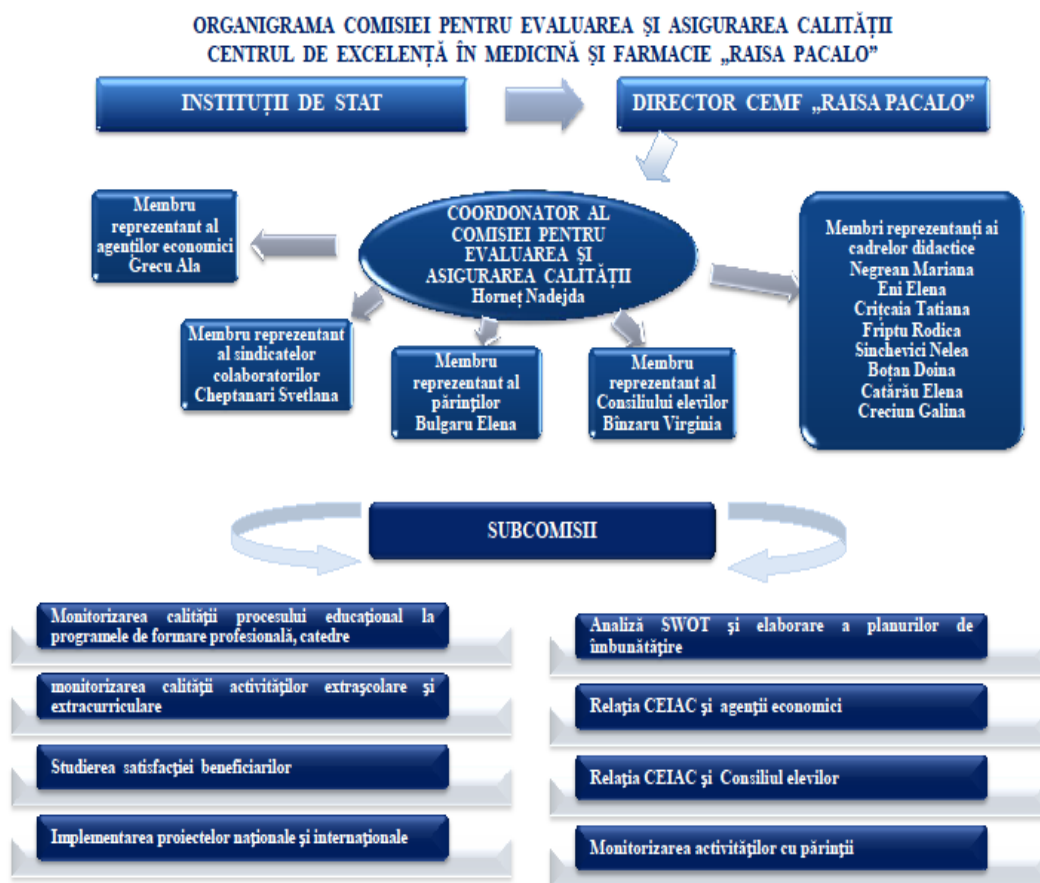 ORGANIGRAMA COMISIEI PENTRU EVALUAREA ȘI ASIGURAREA CALITĂȚII
CENTRUL DE EXCELENȚĂ ÎN MEDICINĂ ȘI FARMACIE „RAISA PACALO”
INSTITUȚII DE STAT
DIRECTOR CEMF „RAISA PACALO”
Membru
reprezentant al
agenților economici
Grecu Ala
COORDONATOR AL
COMISIEI PENTRU
EVALUAREA ȘI
ASIGURAREA CALITĂȚII
Horneț Nadejda
Membri reprezentanți ai
cadrelor didactice
Negrean Mariana
Eni Elena
Crițcaia Tatiana
Friptu Rodica
Sinchevici Nelea
Boțan Doina
Catărău Elena
Creciun Galina
Membru reprezentant
al sindicatelor
colaboratorilor
Cheptanari Svetlana
Membru
reprezentant al
părinților
Bulgaru Elena
Membru
reprezentant al
Consiliului elevilor
Bînzaru Virginia
SUBCOMISII
Monitorizarea calității procesului educațional la
programele de formare profesională, catedre
monitorizarea calității activităților extrașcolare și
extracurriculare
Studierea satisfacției beneficiarilor
Implementarea proiectelor naționale și internaționale
Analiză SWOT și elaborare a planurilor de
îmbunătățire
Relația CEIAC și agenții economici
Relația CEIAC și Consiliul elevilor
Monitorizarea activităților cu părinții